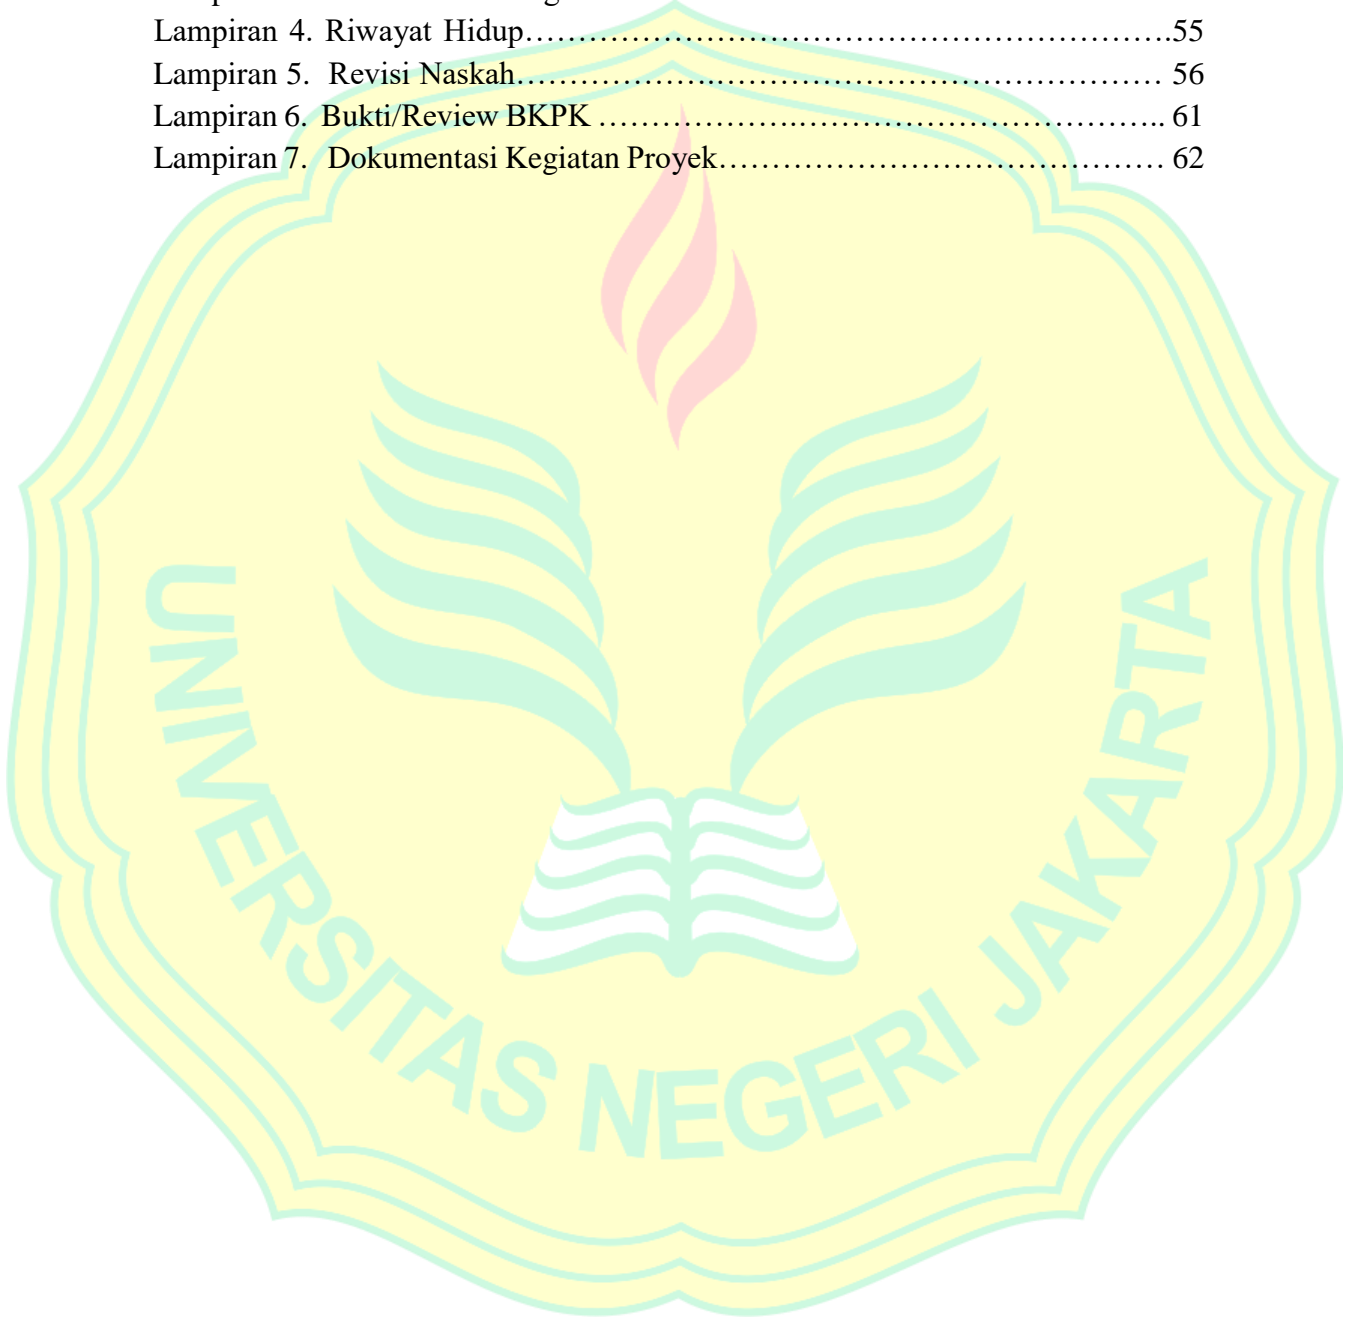 Lampiran 4. Riwayat Hidup……………………………………………………………….55
Lampiran 5. Revisi Naskah………………..………………………………………… 56
Lampiran 6. Bukti/Review BKPK …………………..……………………………….. 61
Lampiran 7. Dokumentasi Kegiatan Proyek……………………………………… 62
UNIVERSITAS NEGERI JAKARTA